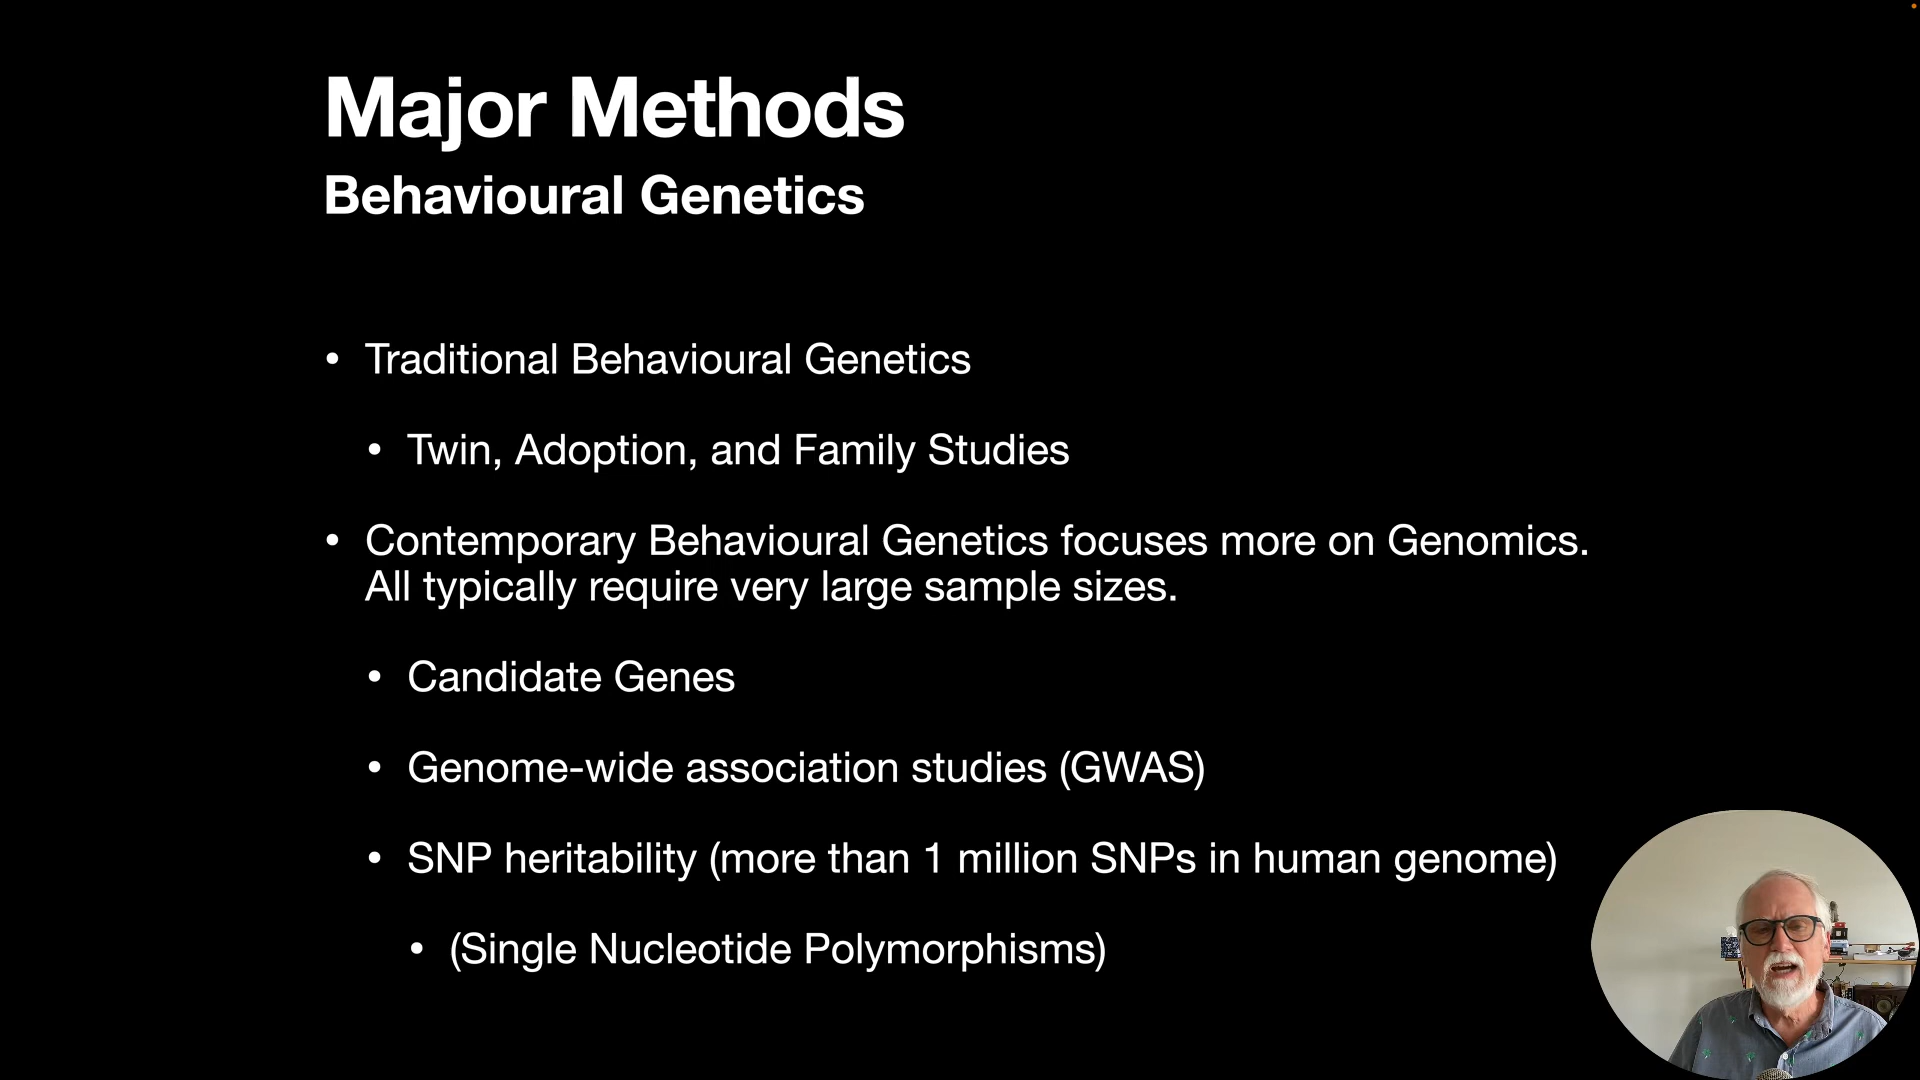 Major Methods
Behavioural Genetics
• Traditional Behavioural Genetics
• Twin, Adoption, and Family Studies
• Contemporary Behavioural Genetics focuses more on Genomics.
All typically require very large sample sizes.
• Candidate Genes
• Genome-wide association studies (GWAS)
• SNP heritability (more than 1 million SNPs in human genome)
• (Single Nucleotide Polymorphisms)